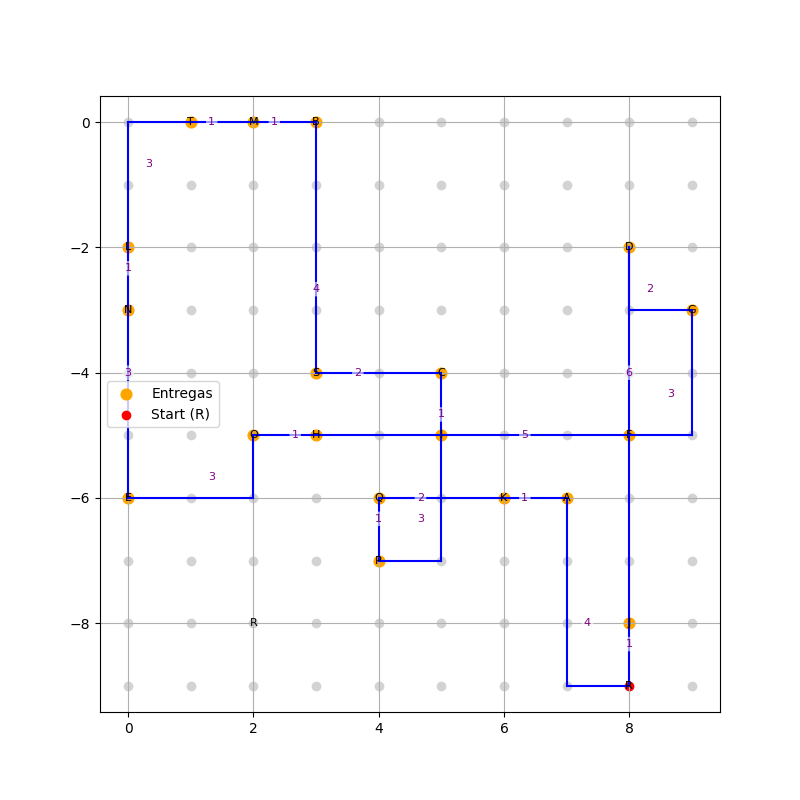 0 T 1 M 1 B
3
−2 L D
1
4 2
N G
−4 3 S 2 C 6
Entregas 3
Start (R) 1
1 H 5
3
−6 E 2 K 1 A
1 3
P
−8 R
4 1
R
0 2 4 6 8